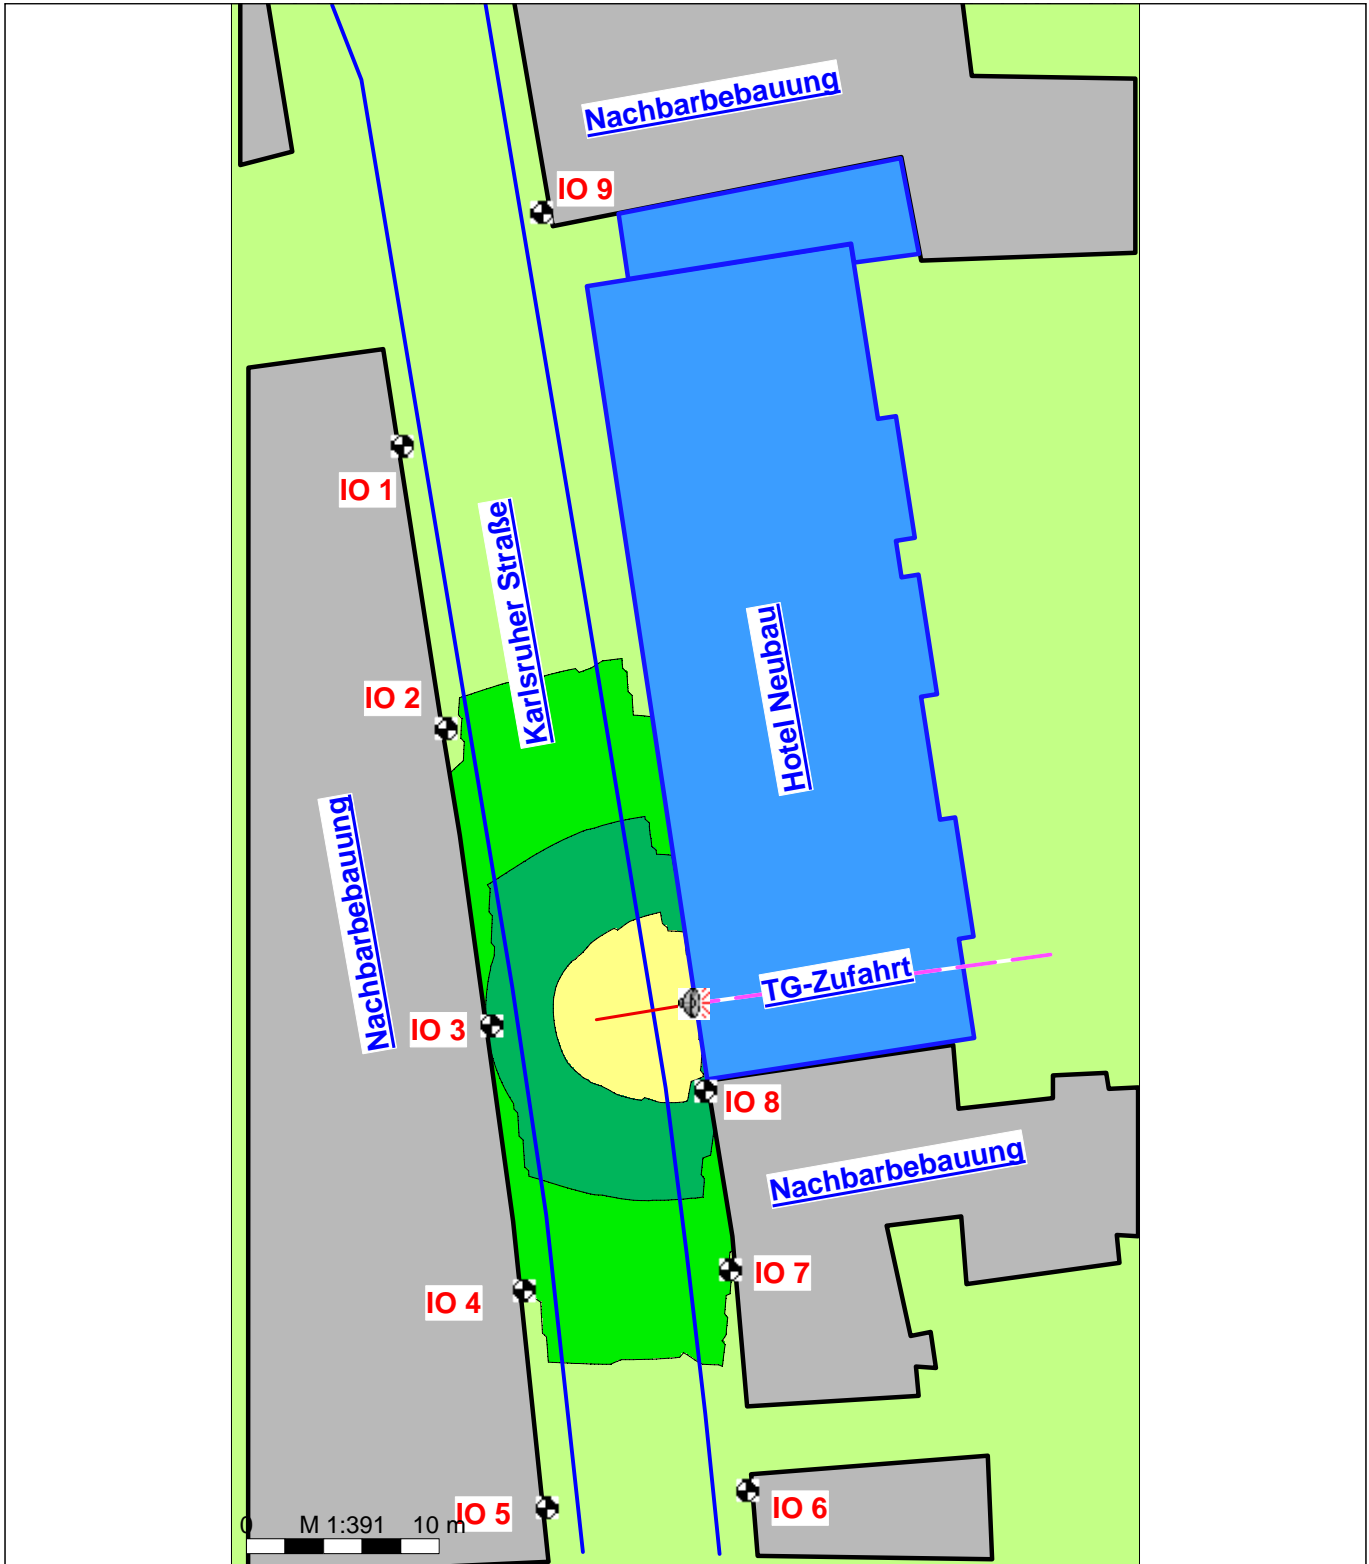 Nachbarbebauung
IO 9
IO 1
Karlsruher Straße
Hotel Neubau
IO 2
Nachbarbebauung
TG-Zufahrt
IO 3
IO 8
Nachbarbebauung
IO 7
IO 4
IO 5
IO 6
0 M 1:391 10 m